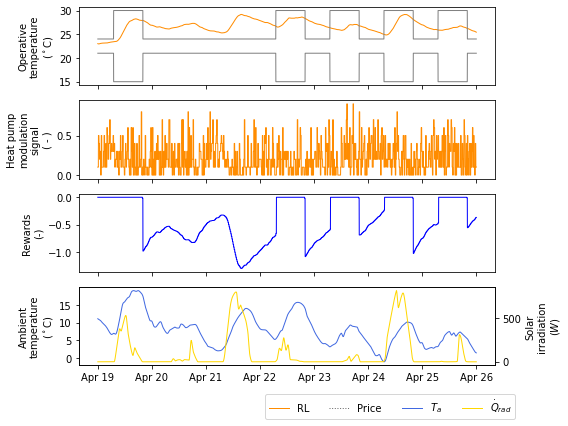 Operative
temperature
(°C)
30
25
20
15
Heat pump
modulation
signal
( - )
0.5
0.0
Rewards
(-)
0.0
−0.5
−1.0
Ambient
temperature
(°C)
15
10
5
0
Solar
irradiation
(W)
500
0
Apr 19 Apr 20 Apr 21 Apr 22 Apr 23 Apr 24 Apr 25 Apr 26
RL Price T_a Q̇_rad